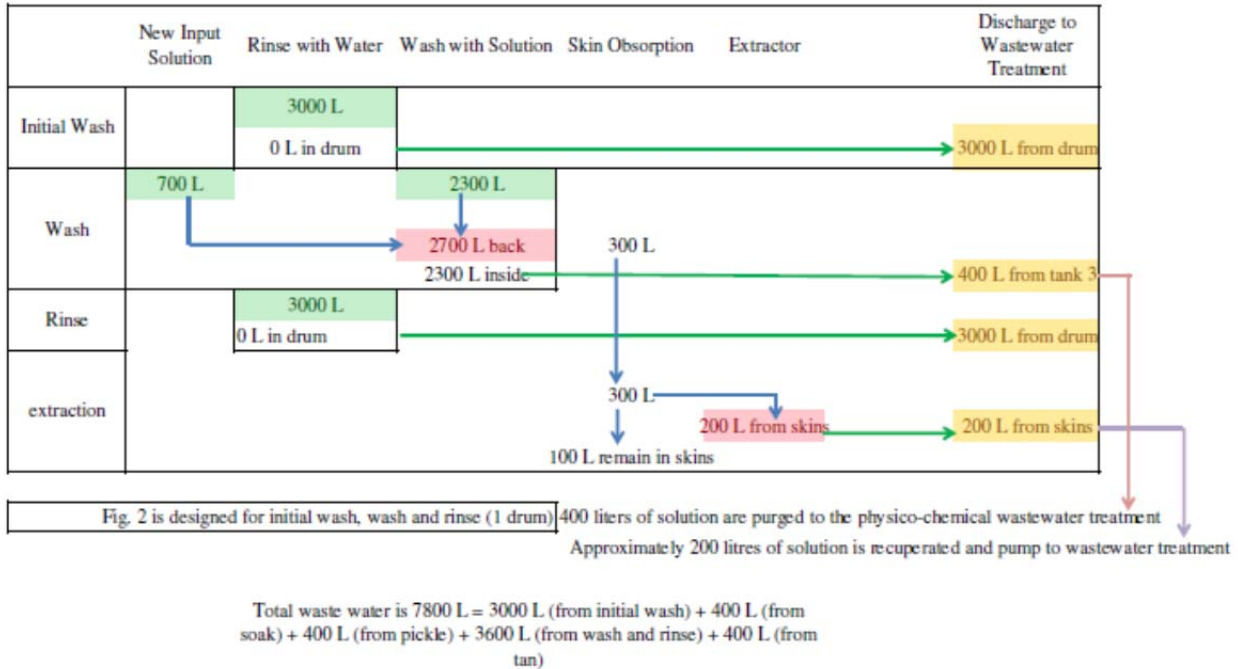 New Input Solution
Rinse with Water
Wash with Solution
Skin Obsorption
Extractor
Discharge to Wastewater Treatment
Initial Wash
3000 L
0 L in drum
3000 L from drum
Wash
700 L
2300 L
2700 L back
300 L
2300 L inside
400 L from tank 3
Rinse
3000 L
0 L in drum
3000 L from drum
extraction
300 L
200 L from skins
200 L from skins
100 L remain in skins
Fig. 2 is designed for initial wash, wash and rinse (1 drum)
400 liters of solution are purged to the physico-chemical wastewater treatment
Approximately 200 litres of solution is recuperated and pump to wastewater treatment
Total waste water is 7800 L = 3000 L (from initial wash) + 400 L (from
soak) + 400 L (from pickle) + 3600 L (from wash and rinse) + 400 L (from
tan)